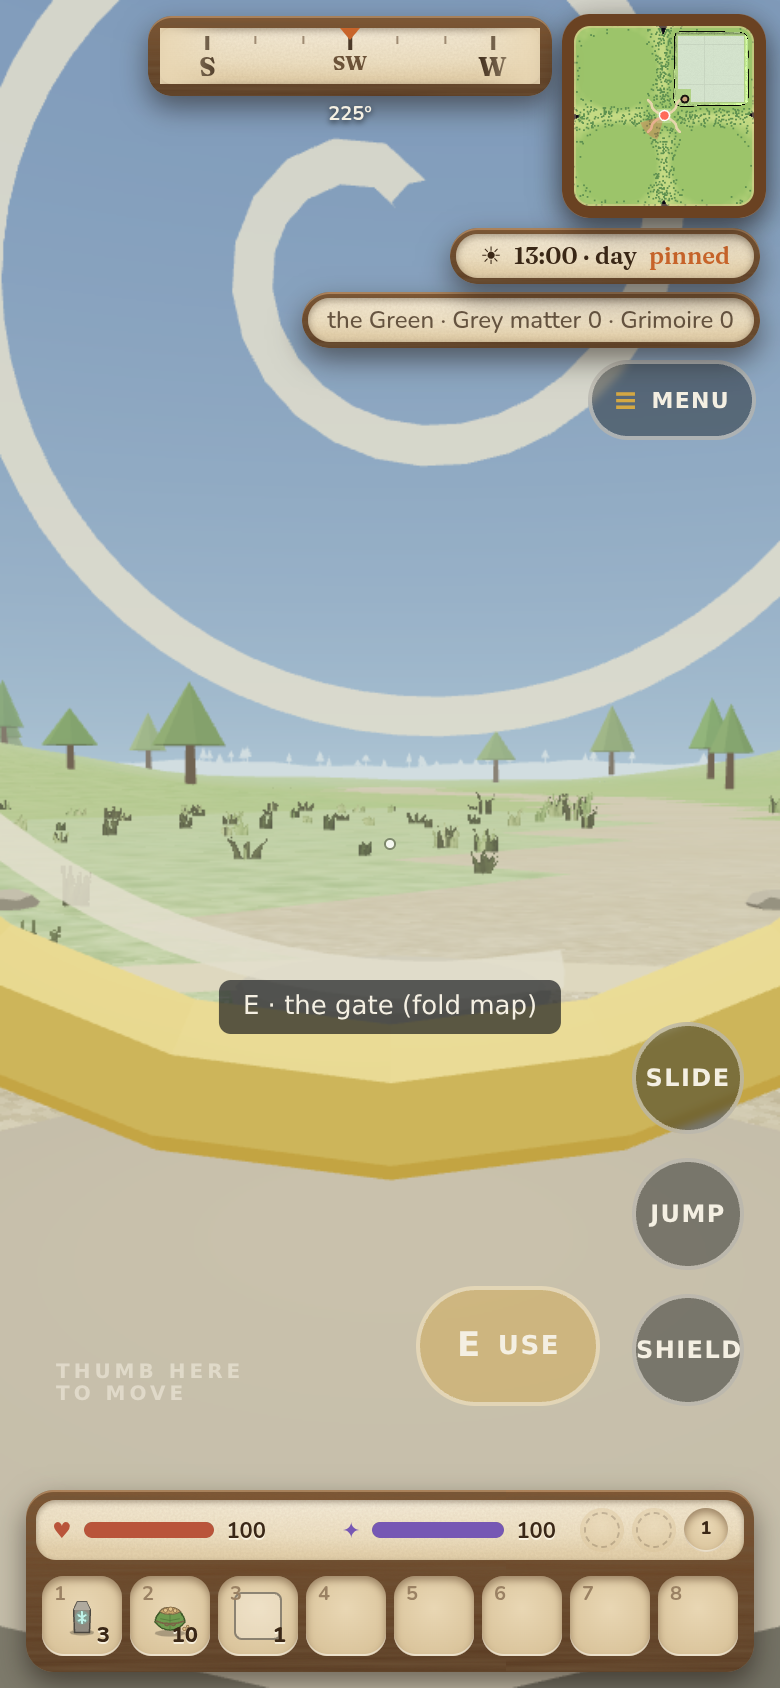 S SW W
225°
13:00 · day pinned
the Green · Grey matter 0 · Grimoire 0
MENU
E · the gate (fold map)
SLIDE
JUMP
E USE
SHIELD
THUMB HERE
TO MOVE
100 100 1
1 2 3 4 5 6 7 8
3 10 1